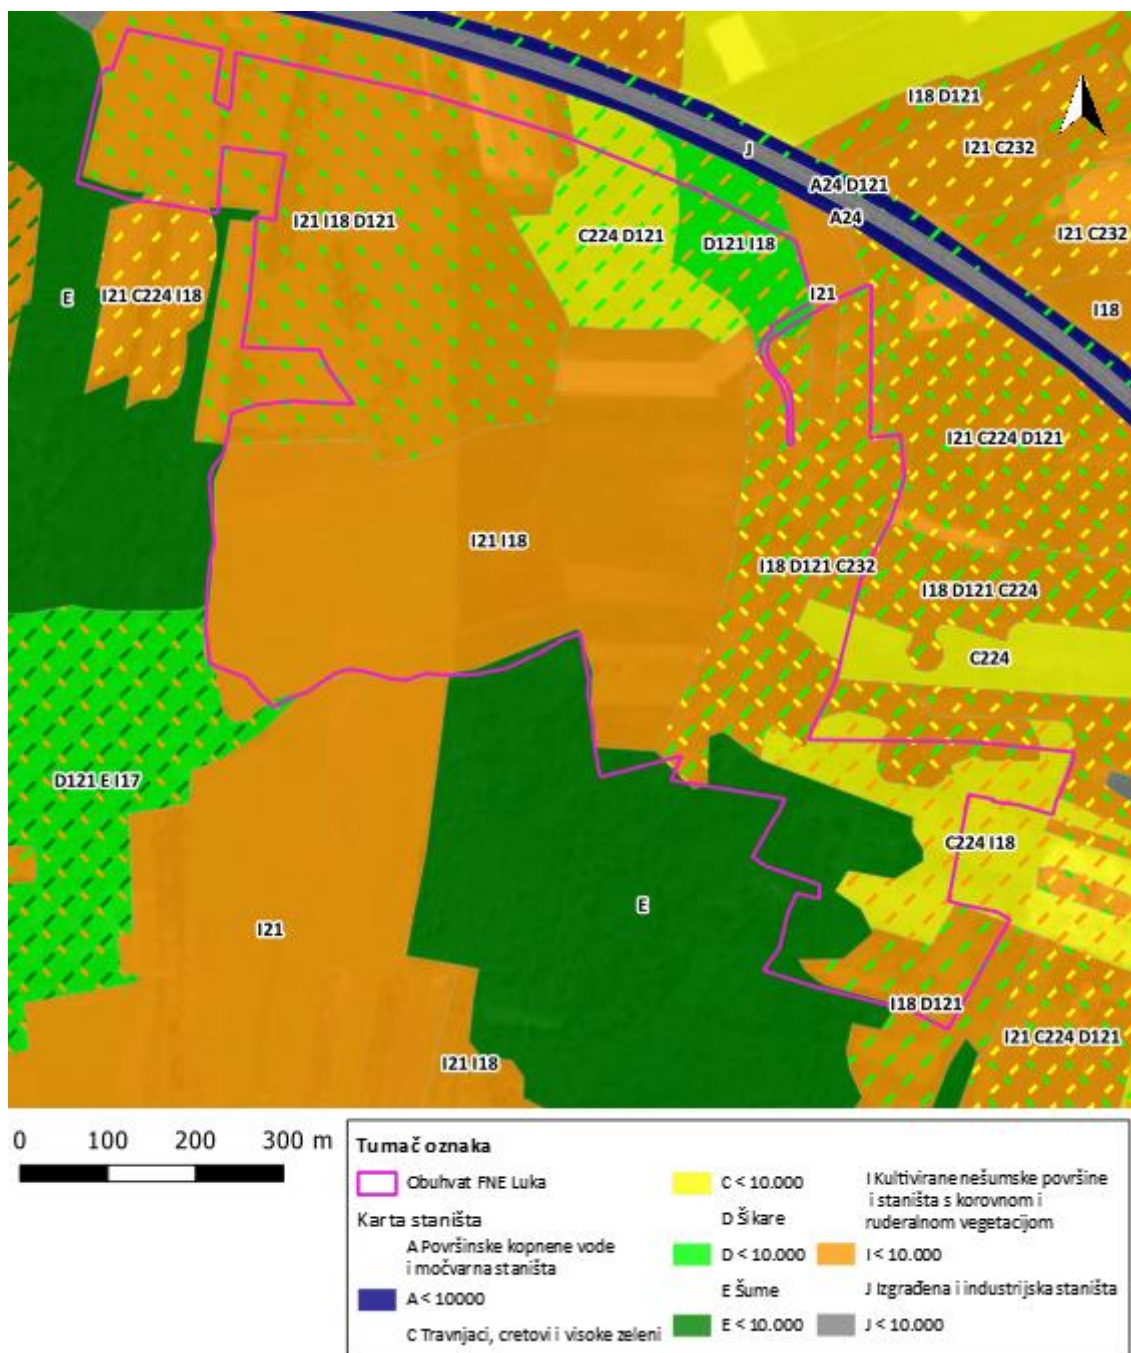 I18 D121
I21 C232
J
A24 D121
A24
I21 I18 D121
C224 D121
D121 I18
I21 C232
E
I21 C224 I18
I21
I18
I21 C224 D121
I21 I18
I18 D121 C232
I18 D121 C224
C224
D121 E I17
C224 I18
E
I21
I18 D121
I21 C224 D121
I21 I18
0 100 200 300 m
Tumač oznaka
Obuhvat FNE Luka
Karta staništa
A Površinske kopnene vode
i močvarna staništa
A < 10000
C Travnjaci, cretovi i visoke zeleni
C < 10.000
D Šikare
D < 10.000
E Šume
E < 10.000
I Kultivirane nešumske površine
i staništa s korovnom i
ruderalnom vegetacijom
I < 10.000
J Izgrađena i industrijska staništa
J < 10.000